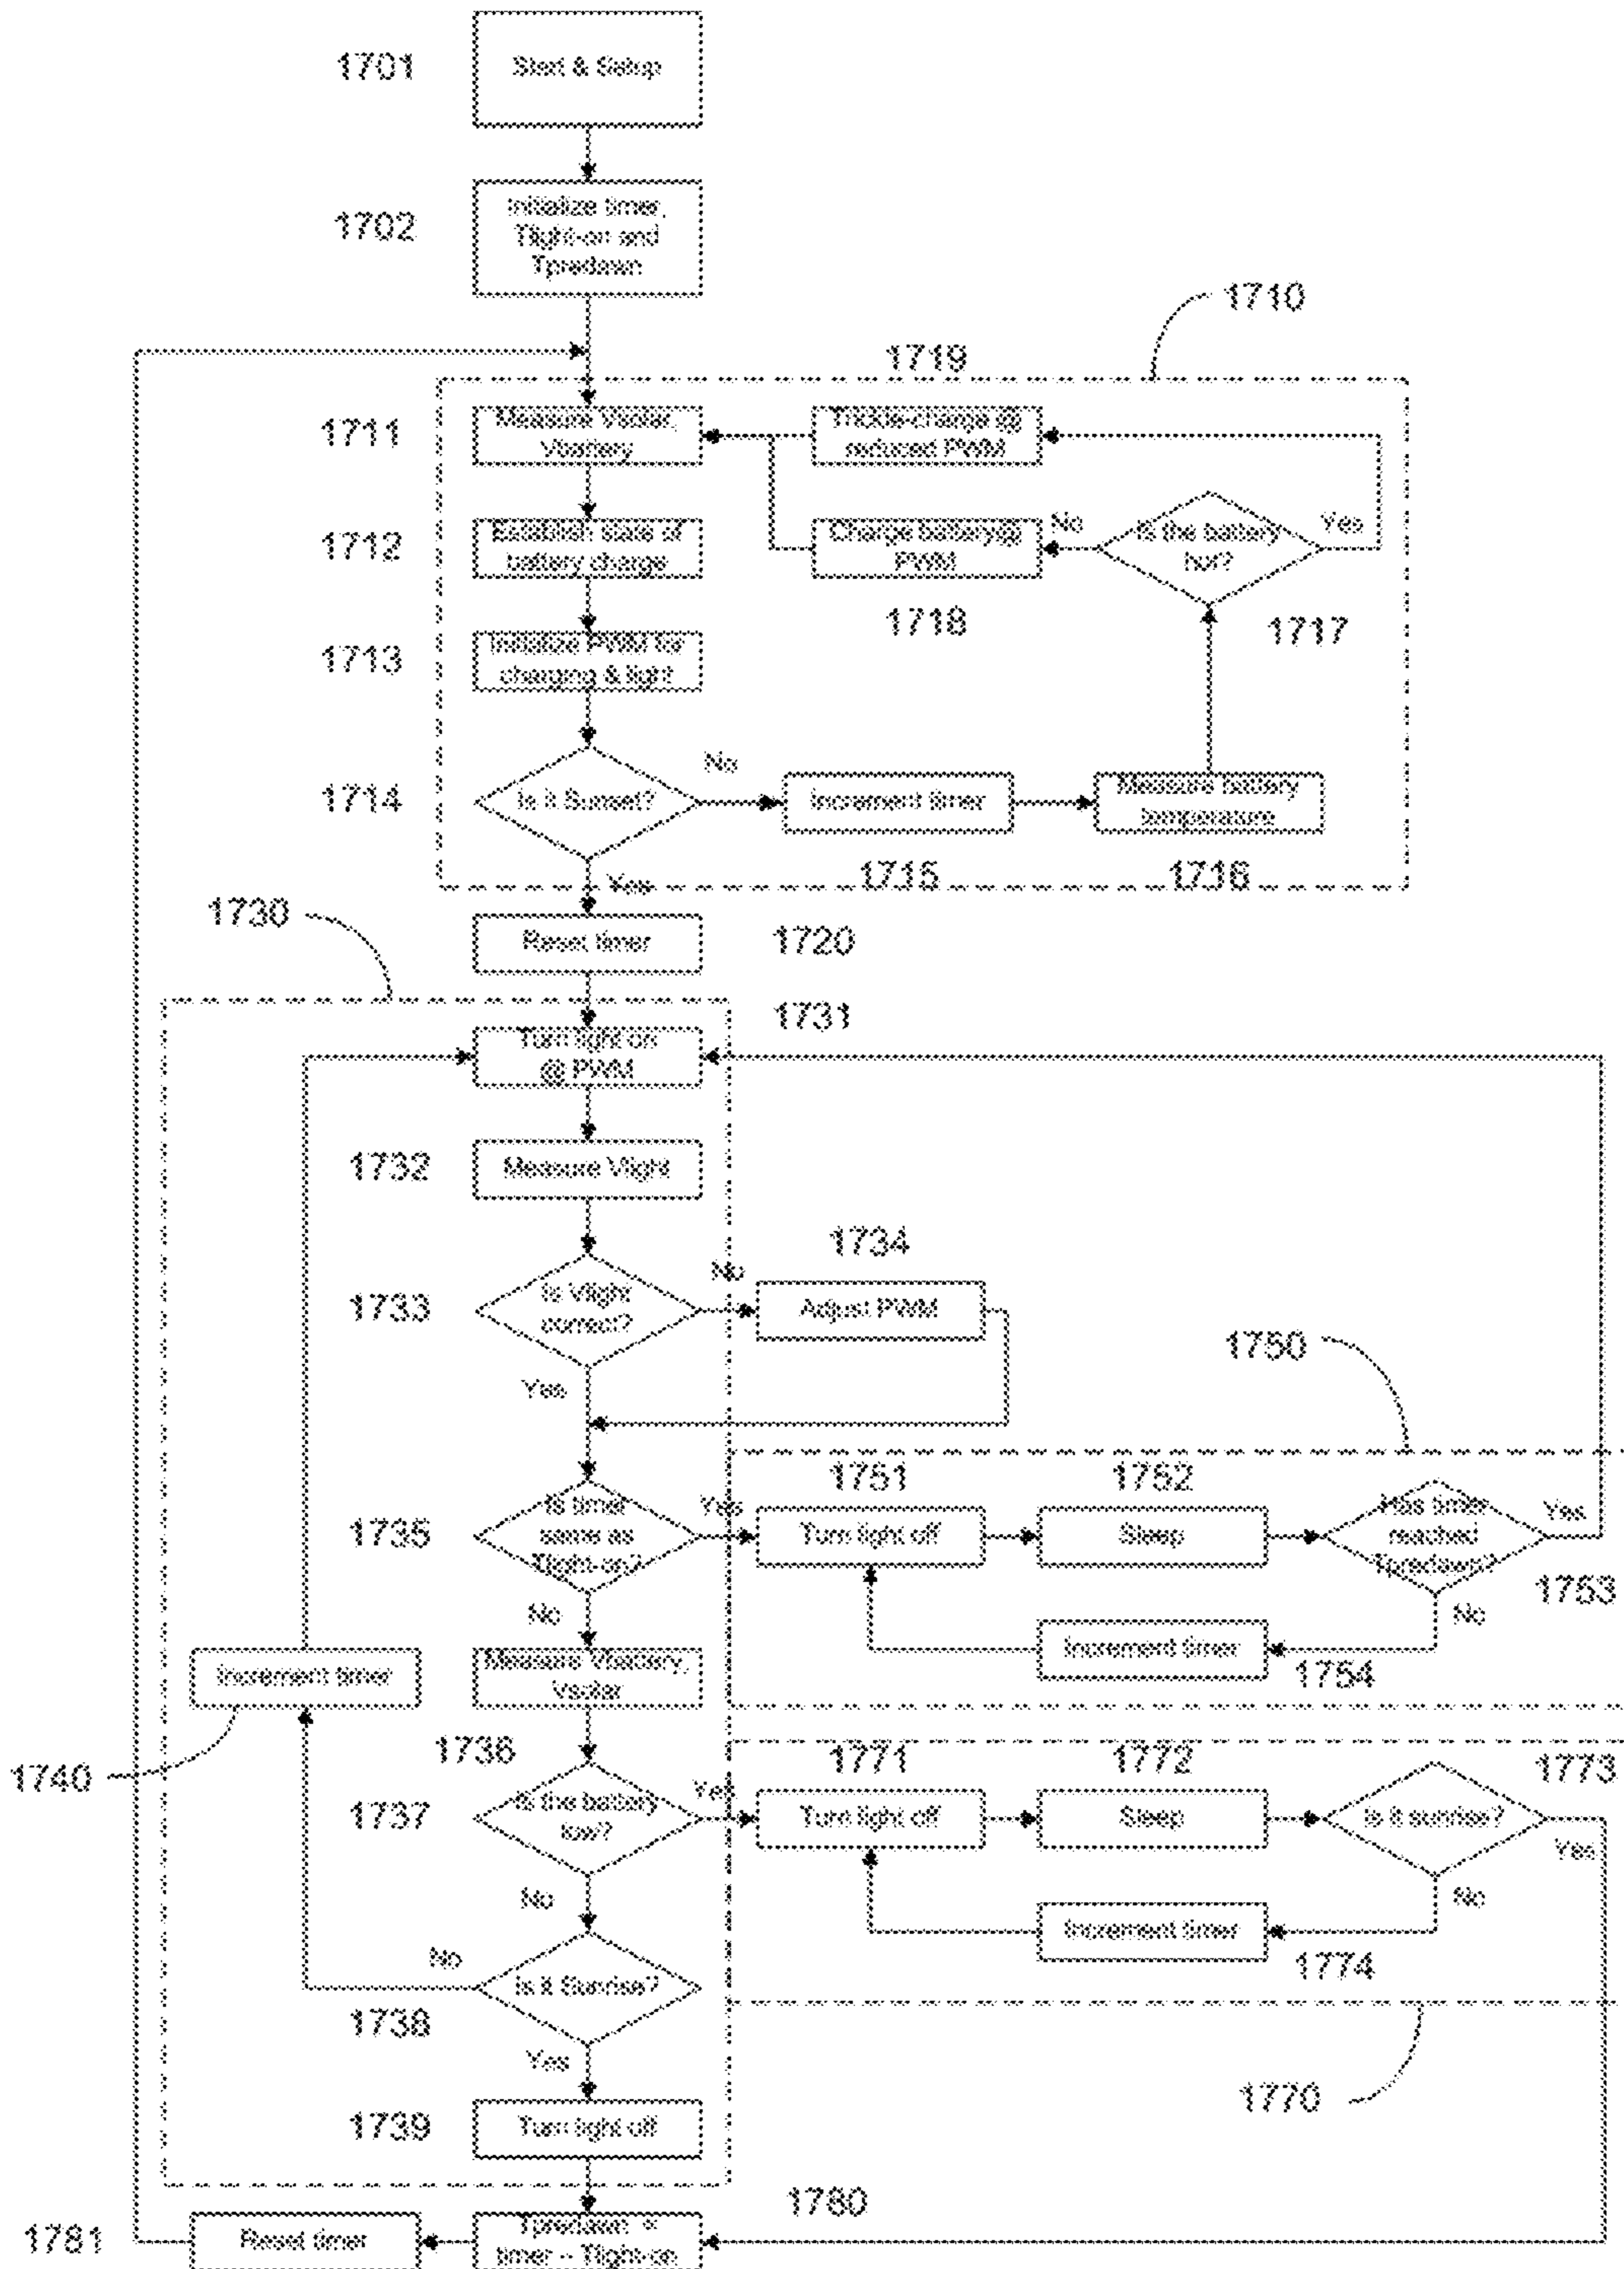 1701
Start & Setup
1702
Initialize timer,
Tlight-on and
Tpredawn
1710
1719
1711
Measure Vsolar,
Vbattery
Trickle-charge @
reduced PWM
1712
Establish state of
battery charge
Charge battery@
PWM
No
Is the battery
hot?
Yes
1718
1717
1713
Initialize PWM for
charging & light
1714
Is it Sunset?
No
Increment timer
Measure battery
temperature
1715
1716
Yes
1730
Reset timer
1720
1731
Turn light on
@ PWM
1732
Measure Vlight
1734
1733
Is Vlight
correct?
No
Adjust PWM
Yes
1750
1751
1752
1735
Is timer
same as
Tlight-on?
Yes
Turn light off
Sleep
Has timer
reached
Tpredawn?
Yes
1753
No
No
Increment timer
Measure Vbattery,
Vsolar
Increment timer
1754
1736
1740
1771
1772
1773
1737
Is the battery
low?
Yes
Turn light off
Sleep
Is it sunrise?
Yes
No
No
Increment timer
1774
No
Is it Sunrise?
1738
Yes
1770
1739
Turn light off
1780
1781
Reset timer
Tpredawn =
timer - Tlight-on